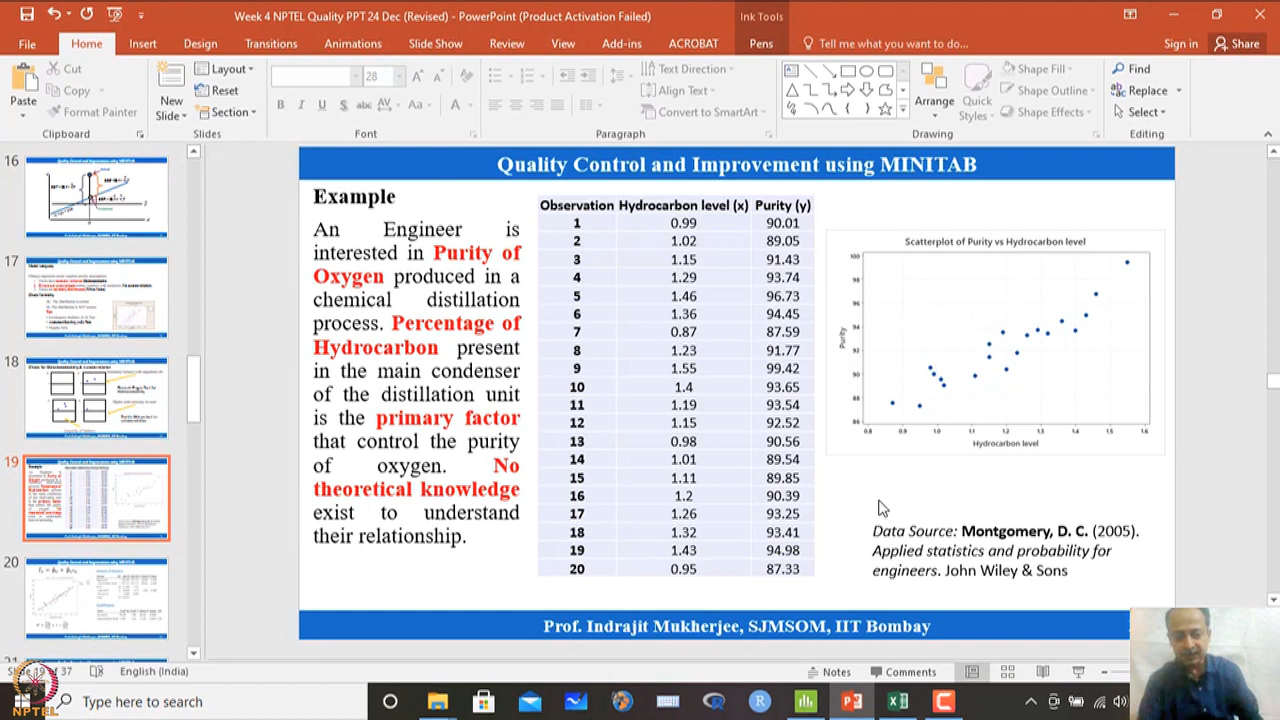 Week 4 NPTEL Quality PPT 24 Dec (Revised) - PowerPoint (Product Activation Failed)
Ink Tools
File
Home
Insert
Design
Transitions
Animations
Slide Show
Review
View
Add-ins
ACROBAT
Pens
Tell me what you want to do...
Sign in
Share
Paste
Cut
Copy
Format Painter
Clipboard
New Slide
Layout
Reset
Section
Slides
28
B I U S abc AV Aa A
Font
Text Direction
Align Text
Convert to SmartArt
Paragraph
Arrange
Quick Styles
Shape Fill
Shape Outline
Shape Effects
Drawing
Find
Replace
Select
Editing
16
17
18
19
20
Quality Control and Improvement using MINITAB
Example
An Engineer is
interested in Purity of
Oxygen produced in a
chemical distillation
process. Percentage of
Hydrocarbon present
in the main condenser
of the distillation unit
is the primary factor
that control the purity
of oxygen. No
theoretical knowledge
exist to understand
their relationship.
Observation Hydrocarbon level (x) Purity (y)
1 0.99 90.01
2 1.02 89.05
3 1.15 91.43
4 1.29 93.74
5 1.46 96.73
6 1.36 94.45
7 0.87 87.59
8 1.23 91.77
9 1.55 99.42
10 1.4 93.65
11 1.19 93.54
12 1.15 92.52
13 0.98 90.56
14 1.01 89.54
15 1.11 89.85
16 1.2 90.39
17 1.26 93.25
18 1.32 93.41
19 1.43 94.98
20 0.95 87.33
Scatterplot of Purity vs Hydrocarbon level
Purity
100
98
96
94
92
90
88
86
0.8 0.9 1.0 1.1 1.2 1.3 1.4 1.5 1.6
Hydrocarbon level
Data Source: Montgomery, D. C. (2005).
Applied statistics and probability for
engineers. John Wiley & Sons
Prof. Indrajit Mukherjee, SJMSOM, IIT Bombay
Slide 19 of 37
English (India)
Notes
Comments
NPTEL
Type here to search